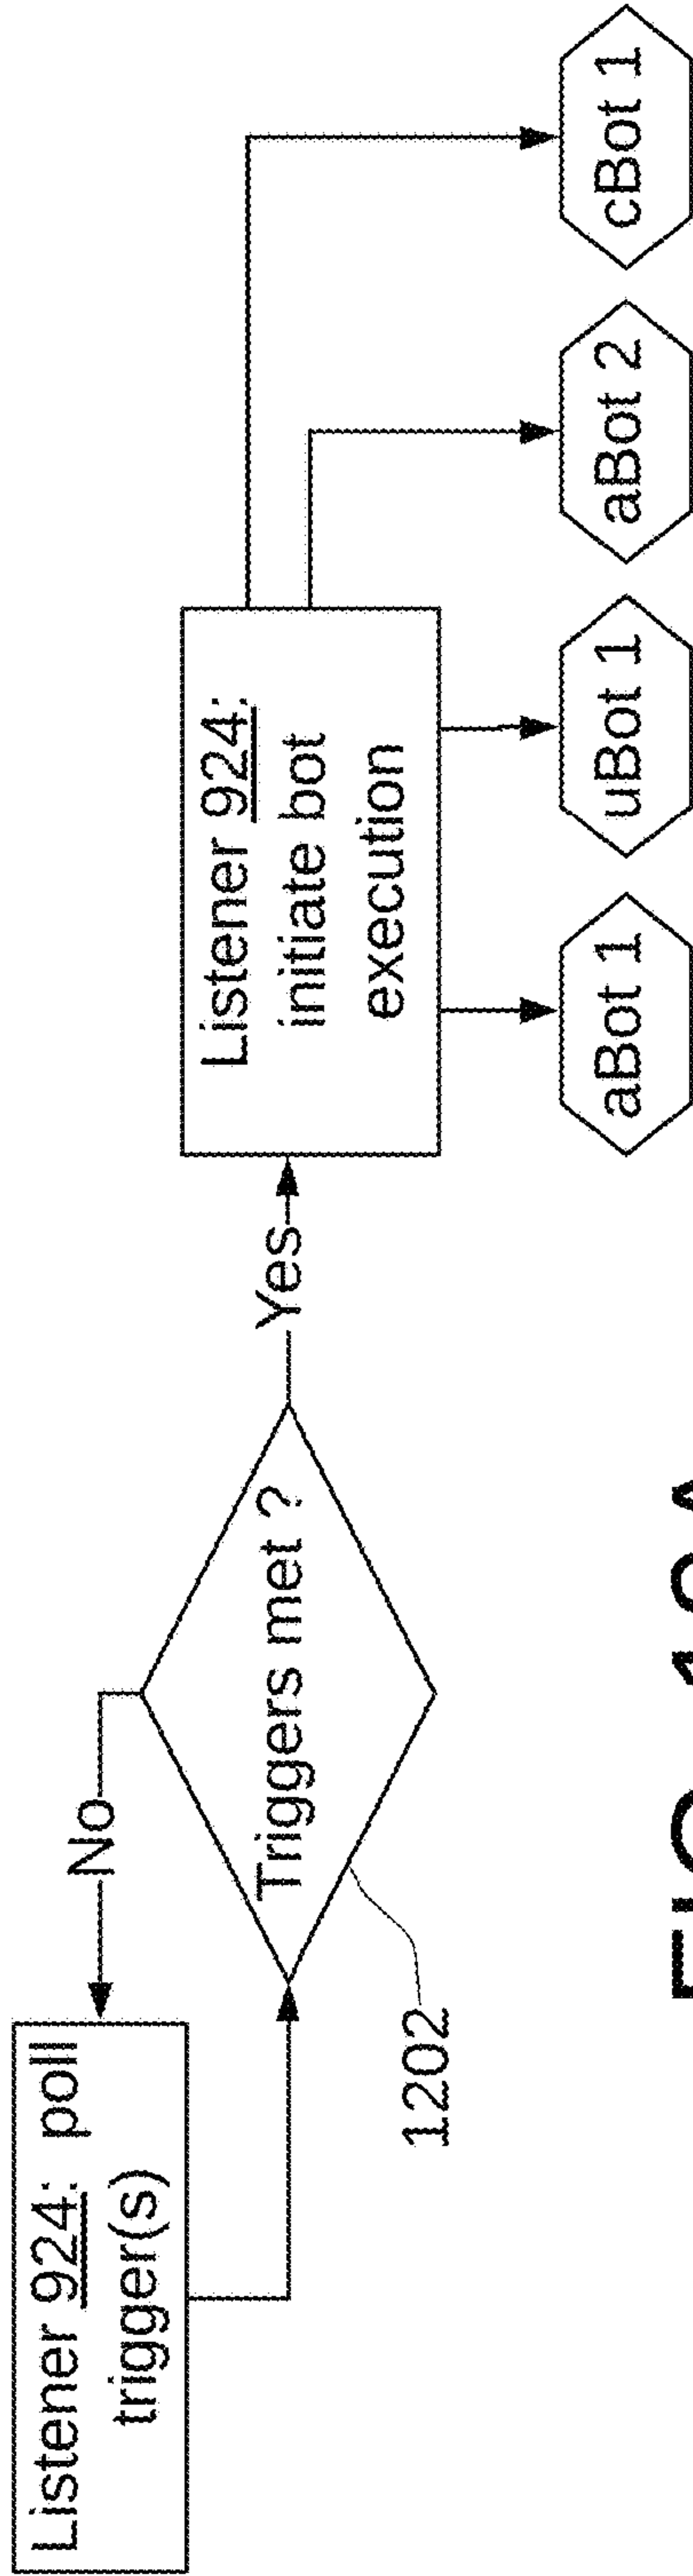 Listener 924: poll
trigger(s)
No
Triggers met ?
1202
Yes
Listener 924:
initiate bot
execution
aBot 1
uBot 1
aBot 2
cBot 1